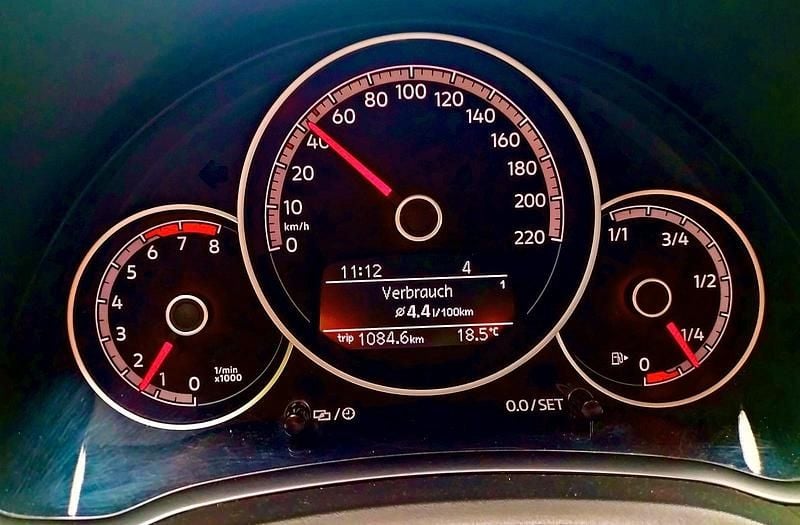 0 10 20 40 60 80 100 120 140 160 180 200 220
km/h
11:12 4
Verbrauch 1
⌀4.4 l/100km
trip 1084.6km 18.5°C
0 1 2 3 4 5 6 7 8
1/min
x1000
1/1 3/4 1/2 1/4 0
0.0/SET